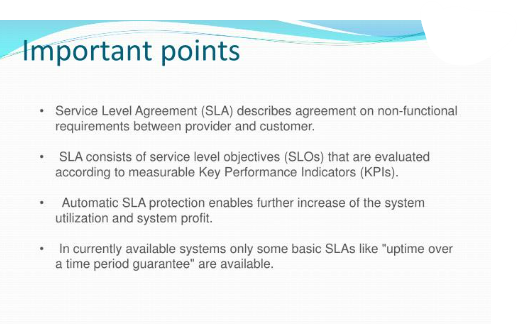 Important points
• Service Level Agreement (SLA) describes agreement on non-functional
requirements between provider and customer.
• SLA consists of service level objectives (SLOs) that are evaluated
according to measurable Key Performance Indicators (KPIs).
• Automatic SLA protection enables further increase of the system
utilization and system profit.
• In currently available systems only some basic SLAs like "uptime over
a time period guarantee" are available.